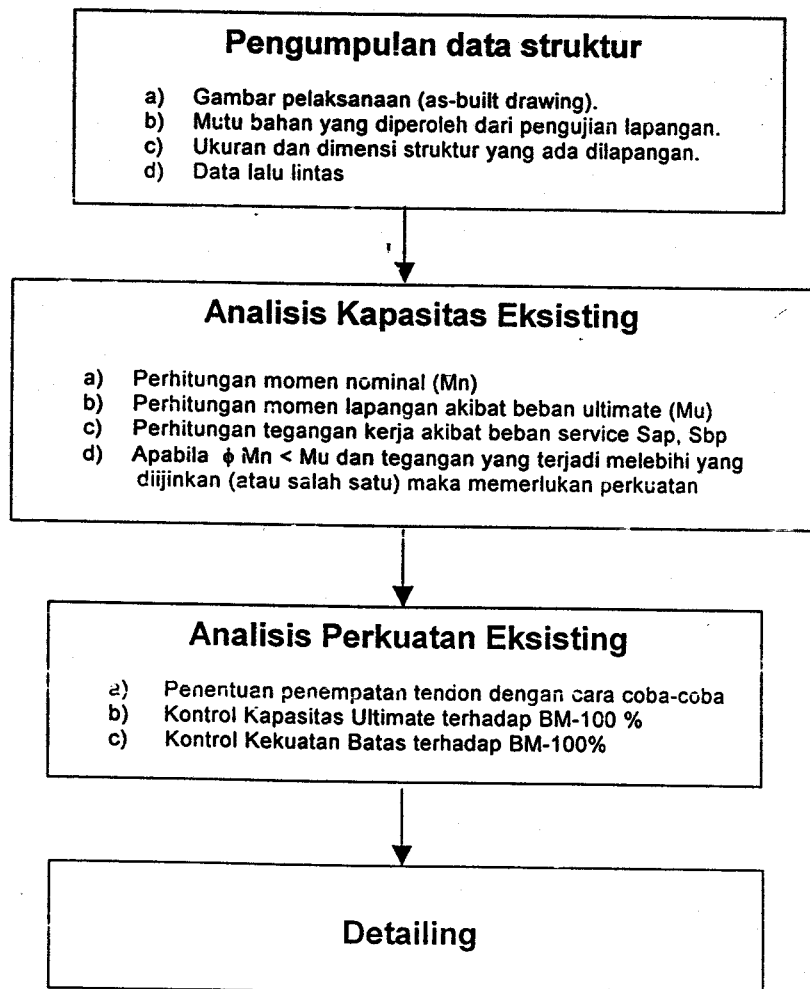 Pengumpulan data struktur
a) Gambar pelaksanaan (as-built drawing).
b) Mutu bahan yang diperoleh dari pengujian lapangan.
c) Ukuran dan dimensi struktur yang ada dilapangan.
d) Data lalu lintas
Analisis Kapasitas Eksisting
a) Perhitungan momen nominal (Mn)
b) Perhitungan momen lapangan akibat beban ultimate (Mu)
c) Perhitungan tegangan kerja akibat beban service Sap, Sbp
d) Apabila ϕ Mn < Mu dan tegangan yang terjadi melebihi yang
diijinkan (atau salah satu) maka memerlukan perkuatan
Analisis Perkuatan Eksisting
a) Penentuan penempatan tendon dengan cara coba-coba
b) Kontrol Kapasitas Ultimate terhadap BM-100 %
c) Kontrol Kekuatan Batas terhadap BM-100%
Detailing